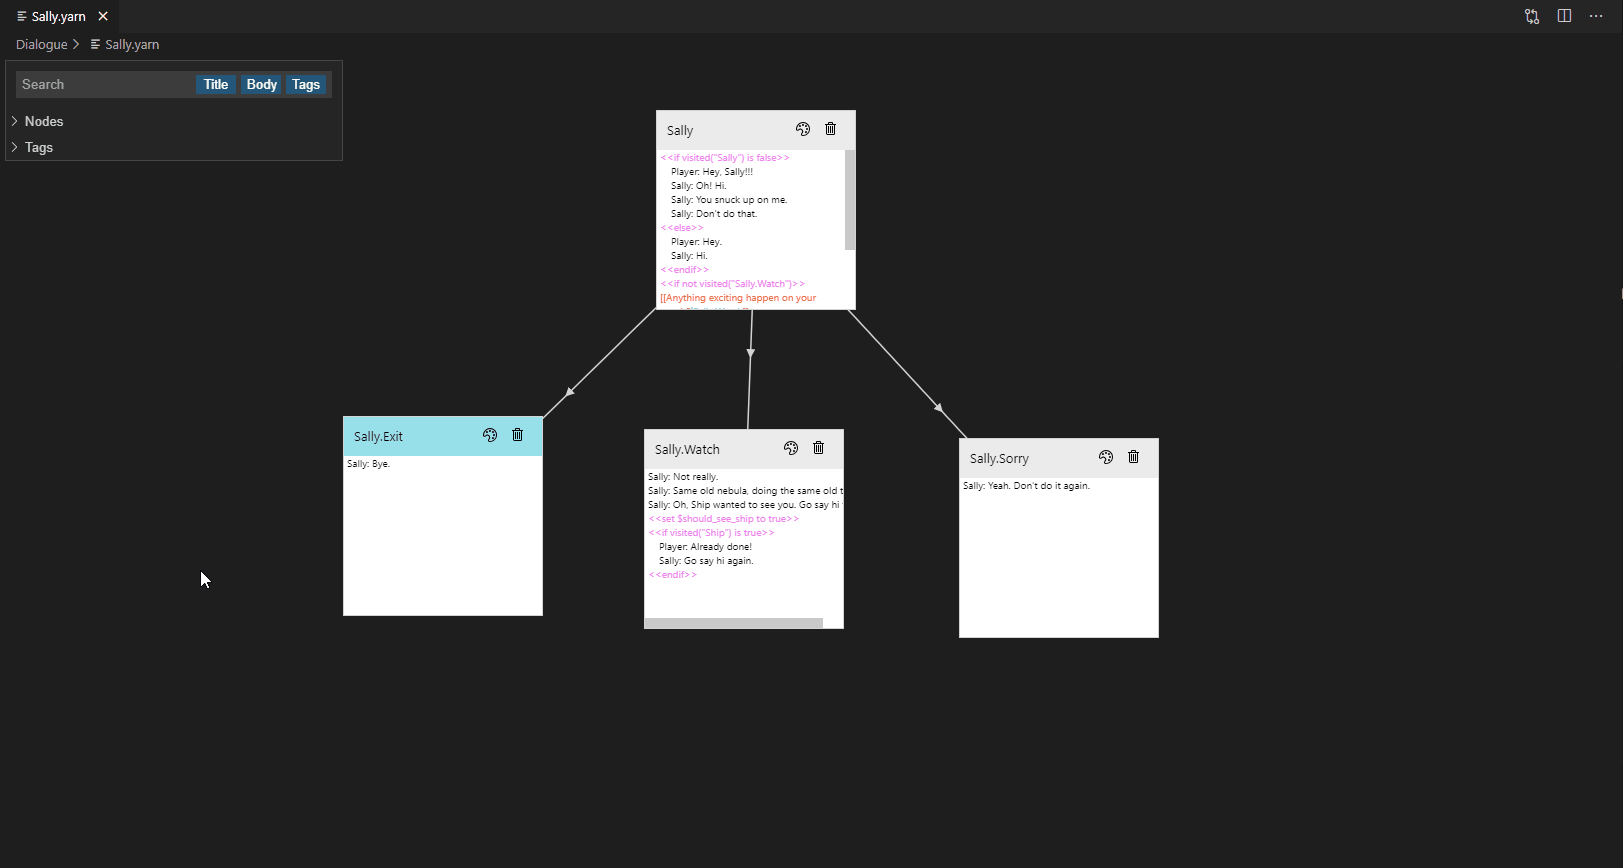 Sally.yarn
Dialogue > Sally.yarn
Search Title Body Tags
Nodes
Tags
Sally
<<if visited("Sally") is false>>
Player: Hey, Sally!!!
Sally: Oh! Hi.
Sally: You snuck up on me.
Sally: Don't do that.
<<else>>
Player: Hey.
Sally: Hi.
<<endif>>
<<if not visited("Sally.Watch")>>
[[Anything exciting happen on your
Sally.Exit
Sally: Bye.
Sally.Watch
Sally: Not really.
Sally: Same old nebula, doing the same old t
Sally: Oh, Ship wanted to see you. Go say hi
<<set $should_see_ship to true>>
<<if visited("Ship") is true>>
Player: Already done!
Sally: Go say hi again.
<<endif>>
Sally.Sorry
Sally: Yeah. Don't do it again.